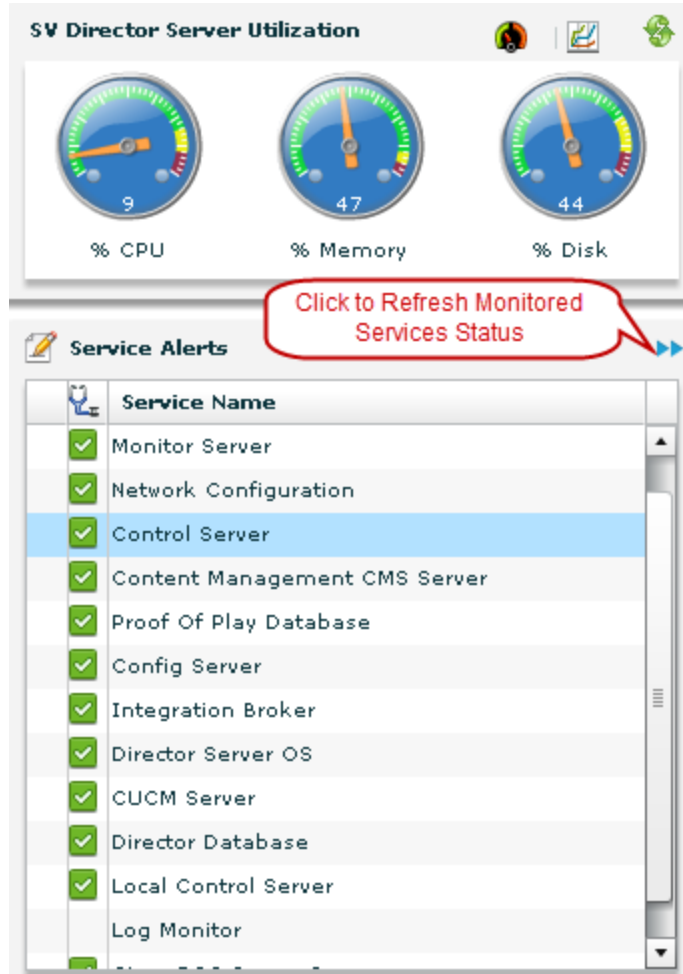 SV Director Server Utilization
9
47
44
% CPU
% Memory
% Disk
Click to Refresh Monitored
Services Status
Service Alerts
Service Name
Monitor Server
Network Configuration
Control Server
Content Management CMS Server
Proof Of Play Database
Config Server
Integration Broker
Director Server OS
CUCM Server
Director Database
Local Control Server
Log Monitor